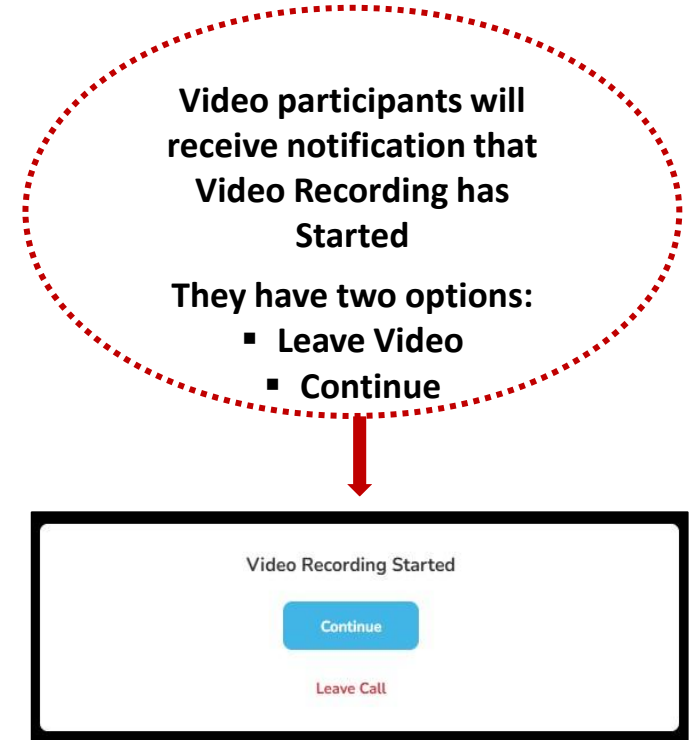 Video participants will
receive notification that
Video Recording has
Started
They have two options:
▪ Leave Video
▪ Continue
Video Recording Started
Continue
Leave Call